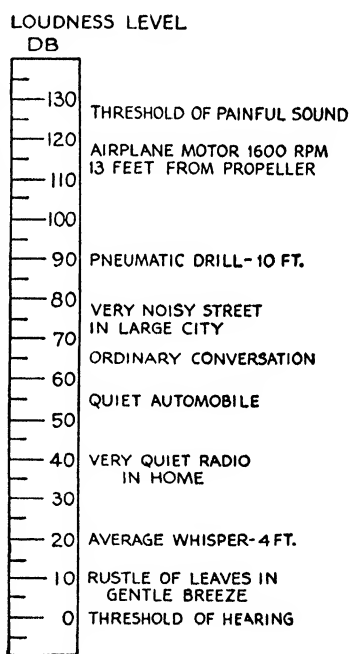 LOUDNESS LEVEL
DB
130
THRESHOLD OF PAINFUL SOUND
120
AIRPLANE MOTOR 1600 RPM
13 FEET FROM PROPELLER
110
100
90 PNEUMATIC DRILL-10 FT.
80
VERY NOISY STREET
IN LARGE CITY
70
ORDINARY CONVERSATION
60
QUIET AUTOMOBILE
50
40 VERY QUIET RADIO
IN HOME
30
20 AVERAGE WHISPER-4 FT.
10 RUSTLE OF LEAVES IN
GENTLE BREEZE
0 THRESHOLD OF HEARING